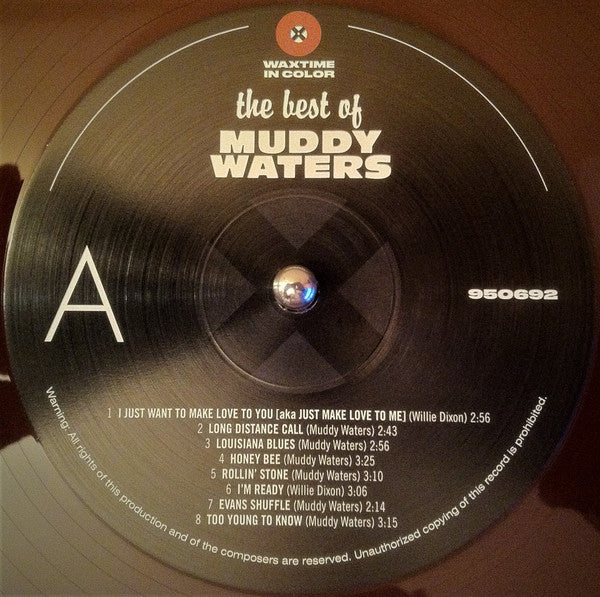 WAXTIME
IN COLOR
the best of
MUDDY
WATERS
A
950692
1 I JUST WANT TO MAKE LOVE TO YOU [aka JUST MAKE LOVE TO ME] (Willie Dixon) 2:56
2 LONG DISTANCE CALL (Muddy Waters) 2:43
3 LOUISIANA BLUES (Muddy Waters) 2:56
4 HONEY BEE (Muddy Waters) 3:25
5 ROLLIN' STONE (Muddy Waters) 3:10
6 I'M READY (Willie Dixon) 3:06
7 EVANS SHUFFLE (Muddy Waters) 2:14
8 TOO YOUNG TO KNOW (Muddy Waters) 3:15
Warning: All rights of this production and of the composers are reserved. Unauthorized copying of this record is prohibited.